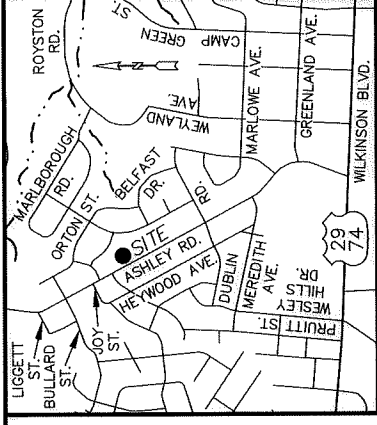 ROYSTON
RD.
CAMP
GREEN
ST.
N
MARLBOROUGH
RD.
WEYLAND
AVE.
MARLOWE AVE.
GREENLAND AVE.
WILKINSON BLVD.
ORTON ST.
BELFAST
DR.
SITE
ASHLEY RD.
HEYWOOD AVE.
DUBLIN
RD.
MEREDITH
AVE.
WESLEY
HILLS
DR.
PRUITT ST.
29
74
LIGGETT
ST.
BULLARD
ST.
JOY
ST.